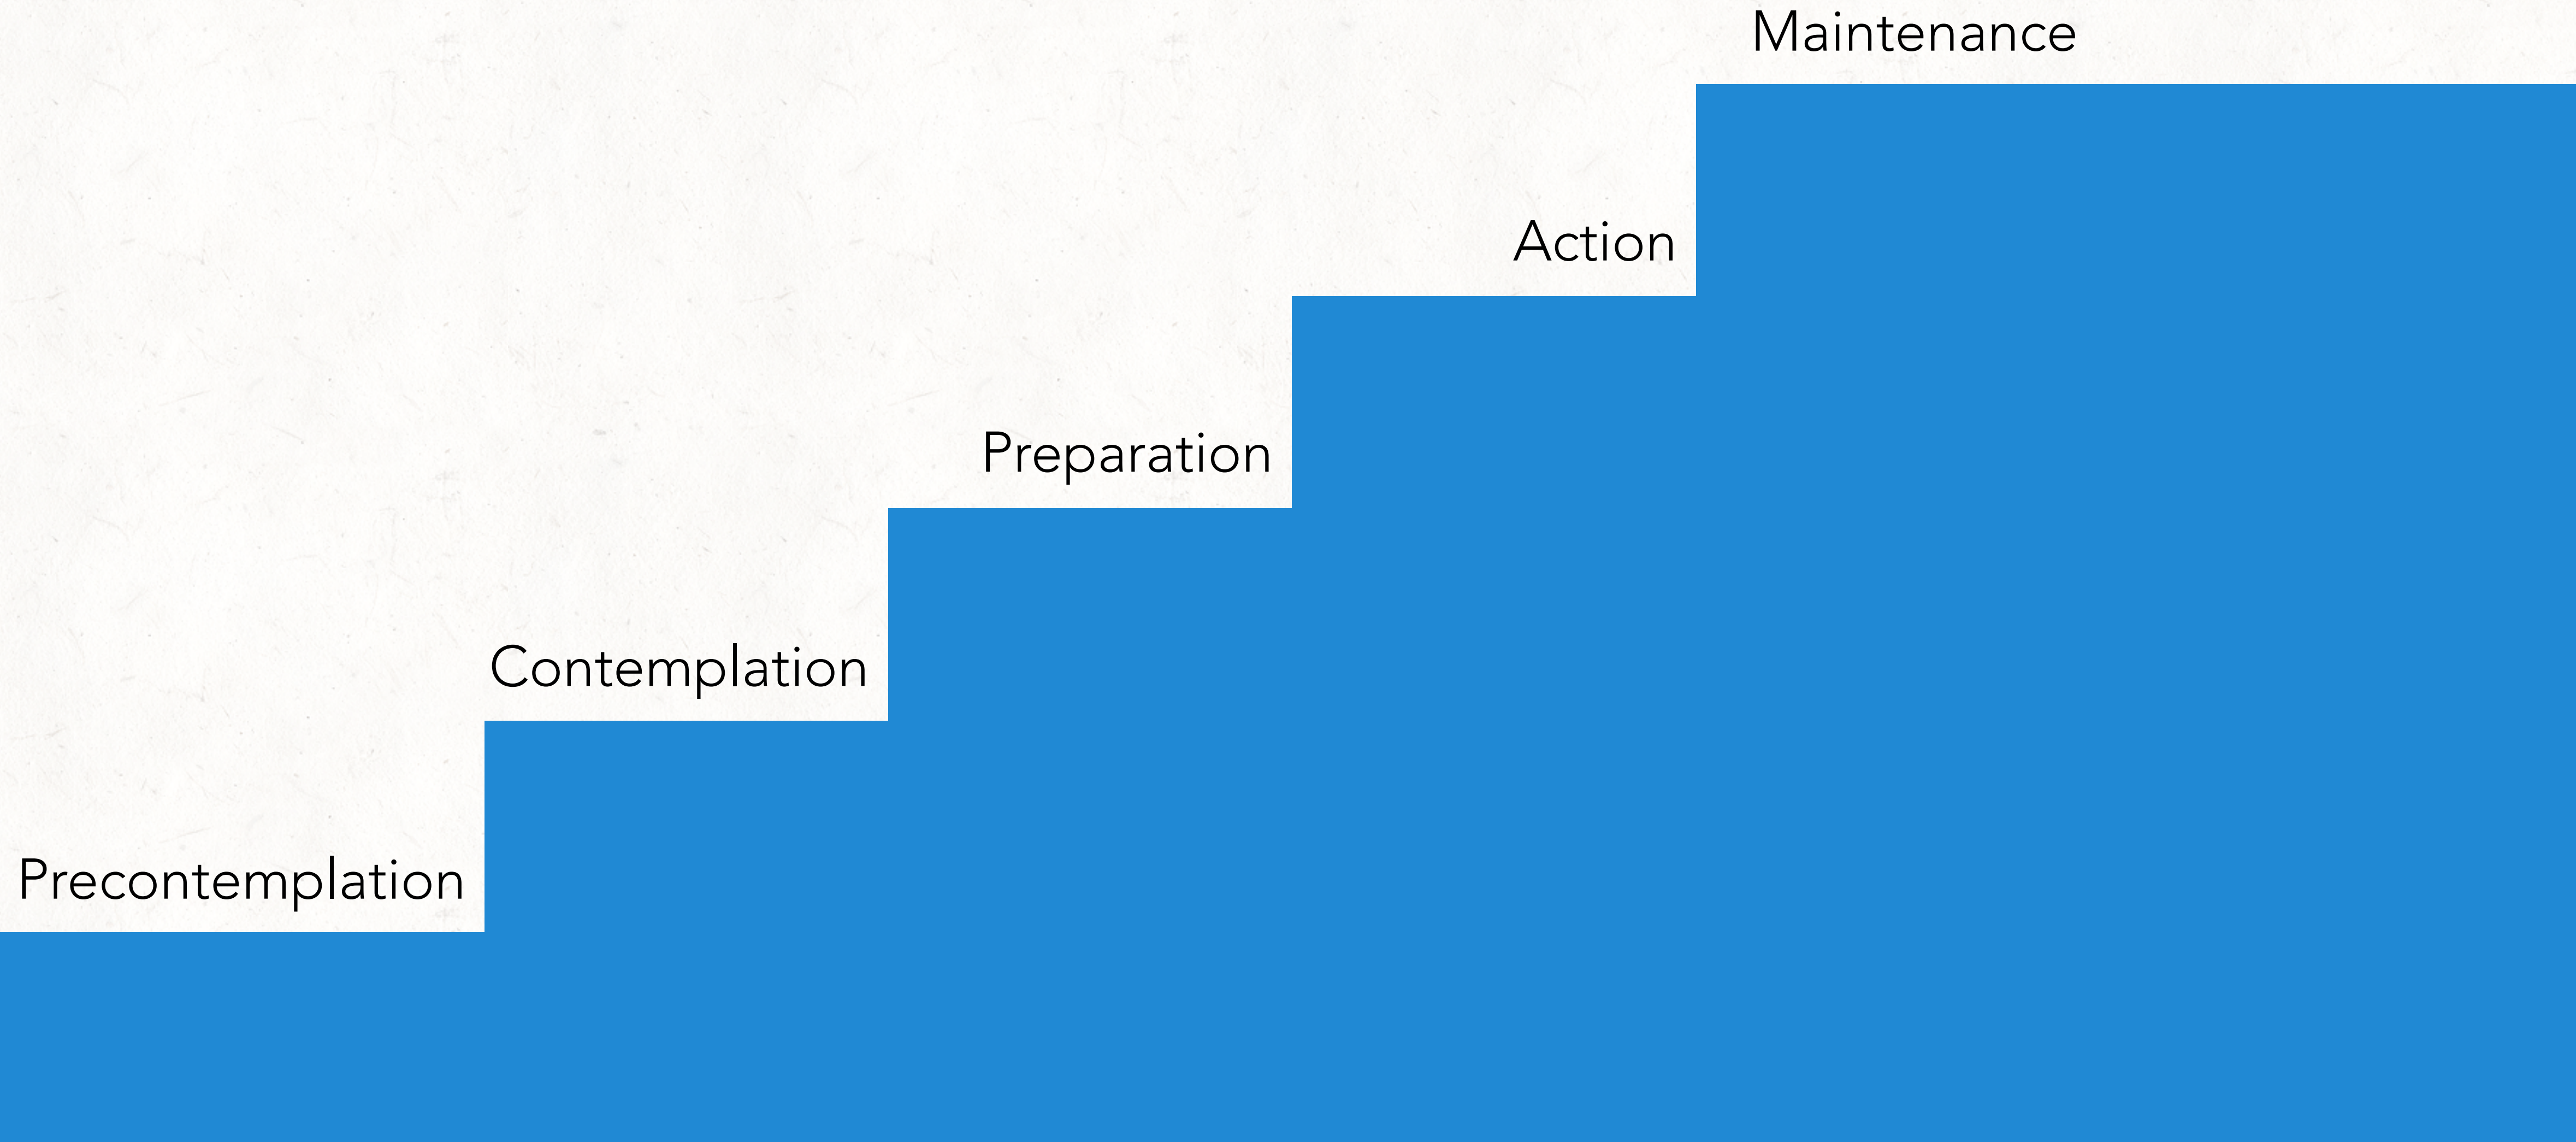 Maintenance
Action
Preparation
Contemplation
Precontemplation